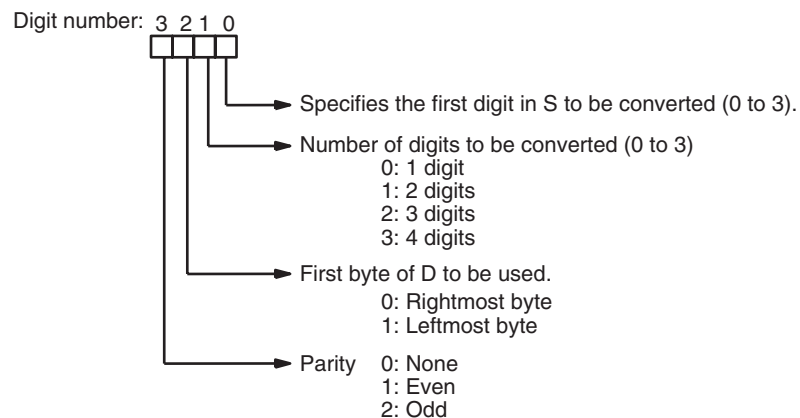 Digit number: 3 2 1 0
Specifies the first digit in S to be converted (0 to 3).
Number of digits to be converted (0 to 3)
0: 1 digit
1: 2 digits
2: 3 digits
3: 4 digits
First byte of D to be used.
0: Rightmost byte
1: Leftmost byte
Parity 0: None
1: Even
2: Odd